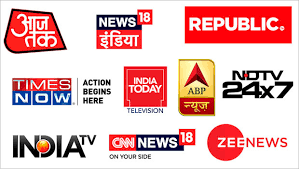 आज तक
NEWS 18
इंडिया
REPUBLIC.
TIMES NOW
ACTION
BEGINS
HERE
INDIA
TODAY
TELEVISION
ABP
न्यूज़
NDTV
24x7
INDIA TV
CNN NEWS 18
ON YOUR SIDE
ZEE NEWS